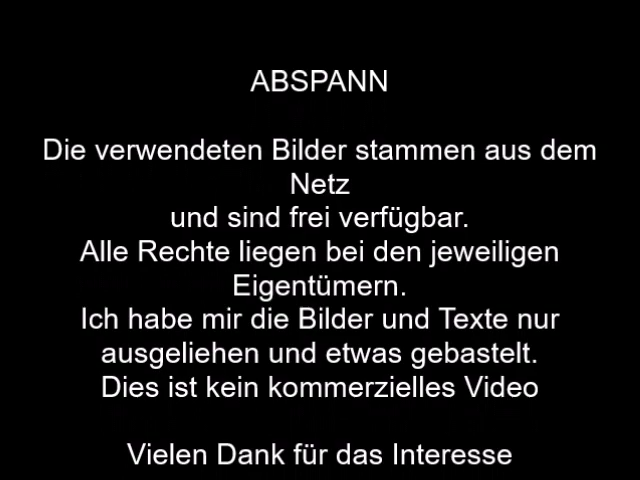 ABSPANN
Die verwendeten Bilder stammen aus dem
Netz
und sind frei verfügbar.
Alle Rechte liegen bei den jeweiligen
Eigentümern.
Ich habe mir die Bilder und Texte nur
ausgeliehen und etwas gebastelt.
Dies ist kein kommerzielles Video
Vielen Dank für das Interesse